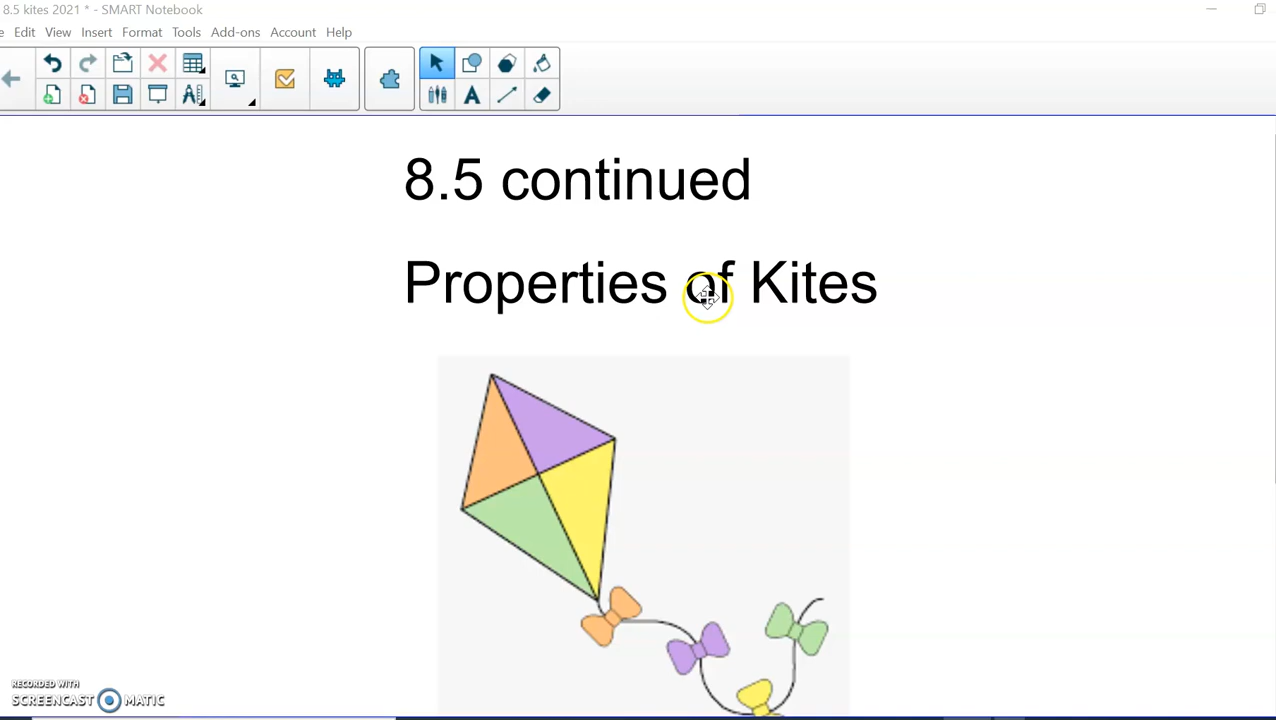 8.5 kites 2021 * - SMART Notebook
e Edit View Insert Format Tools Add-ons Account Help
8.5 continued
Properties of Kites
RECORDED WITH
SCREENCAST MATIC